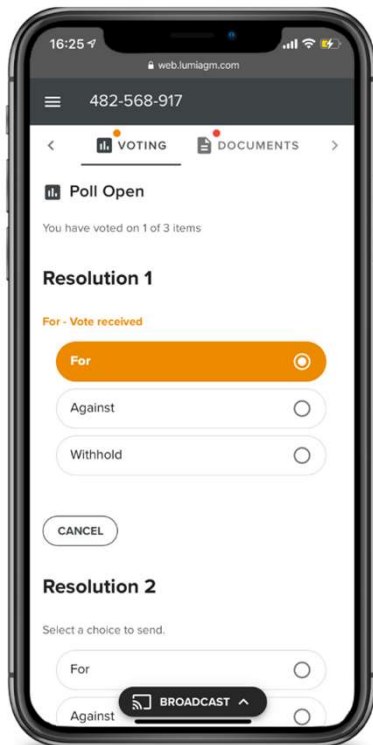 16:25
web.lumiagm.com
482-568-917
VOTING DOCUMENTS
Poll Open
You have voted on 1 of 3 items
Resolution 1
For - Vote received
For
Against
Withhold
CANCEL
Resolution 2
Select a choice to send.
For
BROADCAST
Against